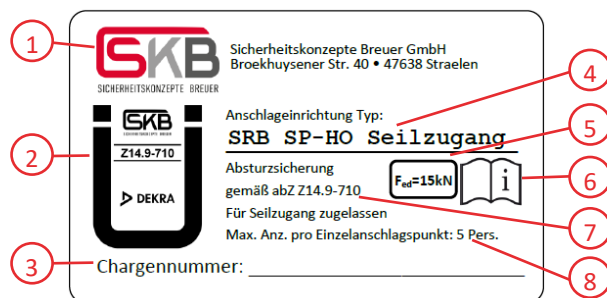 1
SKB
SICHERHEITSKONZEPTE BREUER
Sicherheitskonzepte Breuer GmbH
Broekhuysener Str. 40 • 47638 Straelen
4
Anschlageinrichtung Typ:
SRB SP-HO Seilzugang
5
2
SKB
Z14.9-710
DEKRA
Absturzsicherung
gemäß abZ Z14.9-710
Fed=15kN
i
6
Für Seilzugang zugelassen
7
Max. Anz. pro Einzelanschlagspunkt: 5 Pers.
3
Chargennummer: ____________________
8